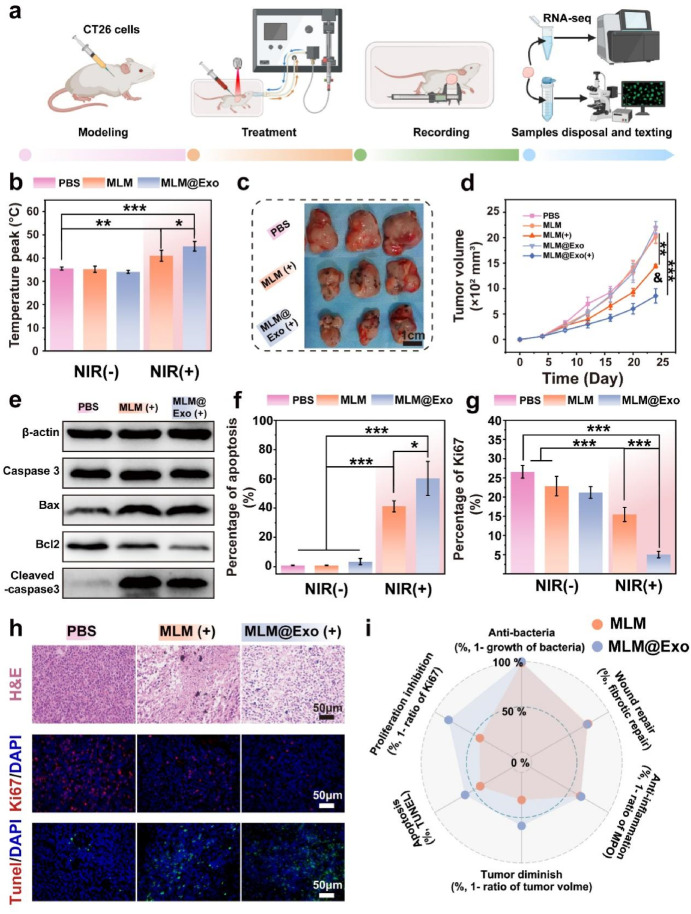 a
CT26 cells
RNA-seq
Modeling
Treatment
Recording
Samples disposal and texting
b
PBS
MLM
MLM@Exo
Temperature peak (°C)
60
50
40
30
20
10
0
***
**
*
NIR(-)
NIR(+)
c
PBS
MLM (+)
MLM@
Exo (+)
1cm
d
PBS
MLM
MLM(+)
MLM@Exo
MLM@Exo(+)
Tumor volume
(×10² mm³)
25
20
15
10
5
0
**
***
&
0 5 10 15 20 25
Time (Day)
e
PBS
MLM (+)
MLM@
Exo (+)
β-actin
Caspase 3
Bax
Bcl2
Cleaved
-caspase3
f
PBS
MLM
MLM@Exo
Percentage of apoptosis
(%)
100
80
60
40
20
0
***
***
*
NIR(-)
NIR(+)
g
PBS
MLM
MLM@Exo
Percentage of Ki67
(%)
40
35
30
25
20
15
10
5
***
***
***
NIR(-)
NIR(+)
h
PBS
MLM (+)
MLM@Exo (+)
H&E
50μm
Ki67/DAPI
50μm
Tunel/DAPI
50μm
i
MLM
MLM@Exo
Anti-bacteria
(%, 1- growth of bacteria)
100 %
50 %
0 %
Wound repair
(%, fibrotic repair)
Anti-inflammation
(%, 1- ratio of MPO)
Tumor diminish
(%, 1- ratio of tumor volme)
Apoptosis
(%, TUNEL)
Proliferation inhibition
(%, 1- ratio of Ki67)